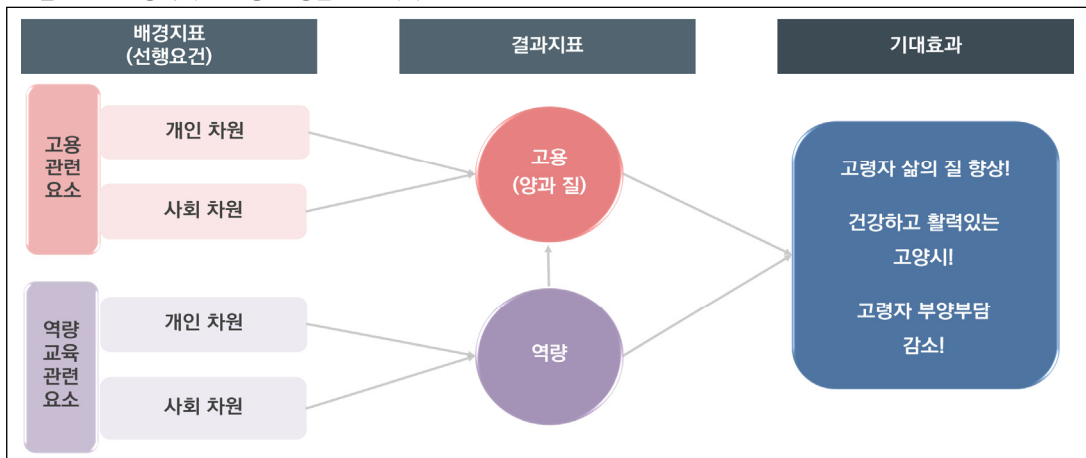 배경지표
(선행요건)
결과지표
기대효과
고용
관련
요소
개인 차원
사회 차원
고용
(양과 질)
역량
교육
관련
요소
개인 차원
사회 차원
역량
고령자 삶의 질 향상!
건강하고 활력있는
고양시!
고령자 부양부담
감소!